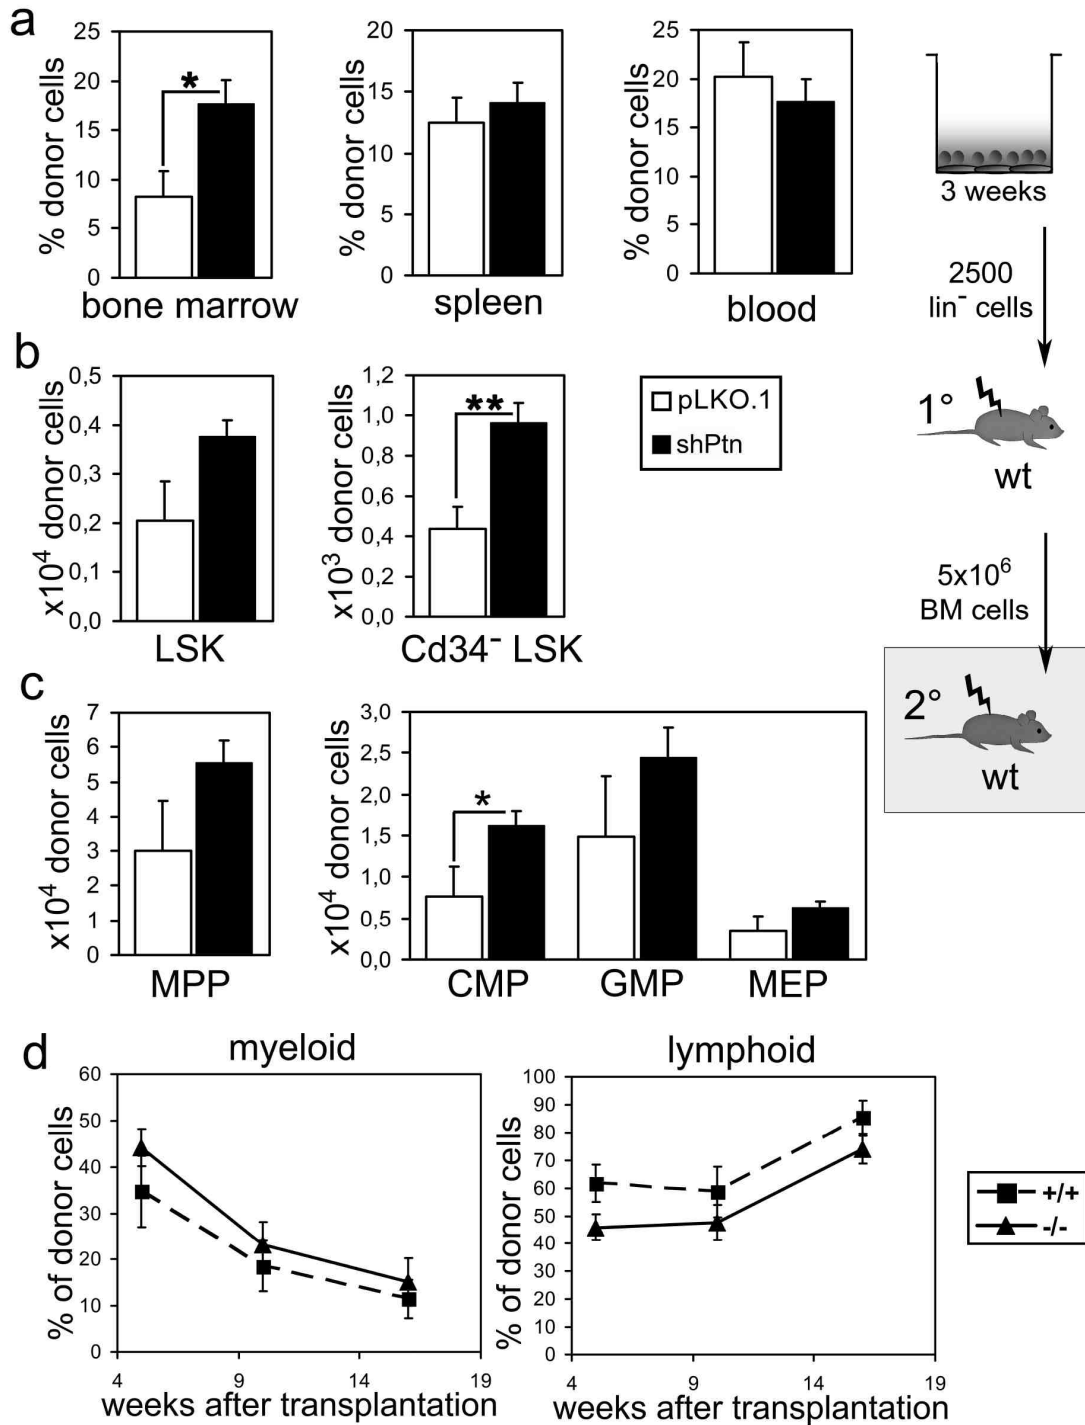 a
25
20
15
10
5
0
% donor cells
*
bone marrow
20
15
10
5
0
% donor cells
spleen
25
20
15
10
5
0
% donor cells
blood
3 weeks
2500
lin⁻ cells
1°
wt
5x10⁶
BM cells
2°
wt
b
0,5
0,4
0,3
0,2
0,1
0,0
x10⁴ donor cells
LSK
1,2
1,0
0,8
0,6
0,4
0,2
0,0
x10³ donor cells
**
Cd34⁻ LSK
pLKO.1
shPtn
c
7
6
5
4
3
2
1
0
x10⁴ donor cells
MPP
3,0
2,5
2,0
1,5
1,0
0,5
0,0
x10⁴ donor cells
*
CMP GMP MEP
d
myeloid
60
50
40
30
20
10
0
% of donor cells
4 9 14 19
weeks after transplantation
lymphoid
100
90
80
70
60
50
40
30
20
10
0
% of donor cells
4 9 14 19
weeks after transplantation
+/+
-/-